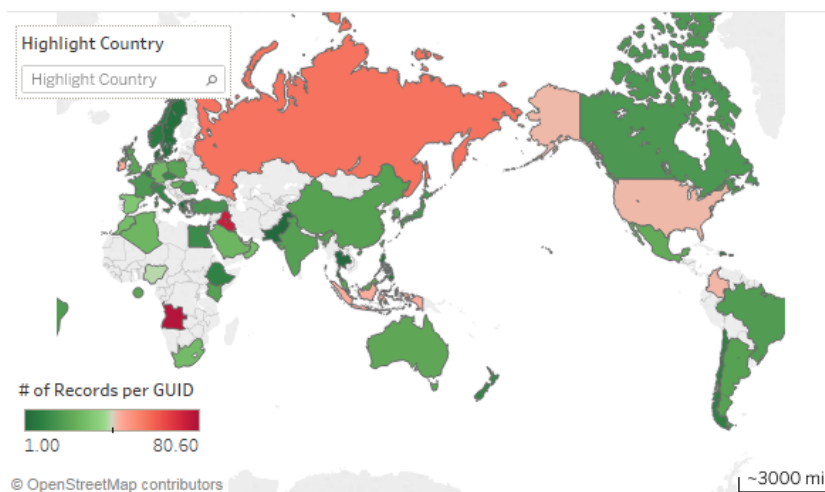 Highlight Country
Highlight Country
# of Records per GUID
1.00 80.60
© OpenStreetMap contributors
~3000 mi